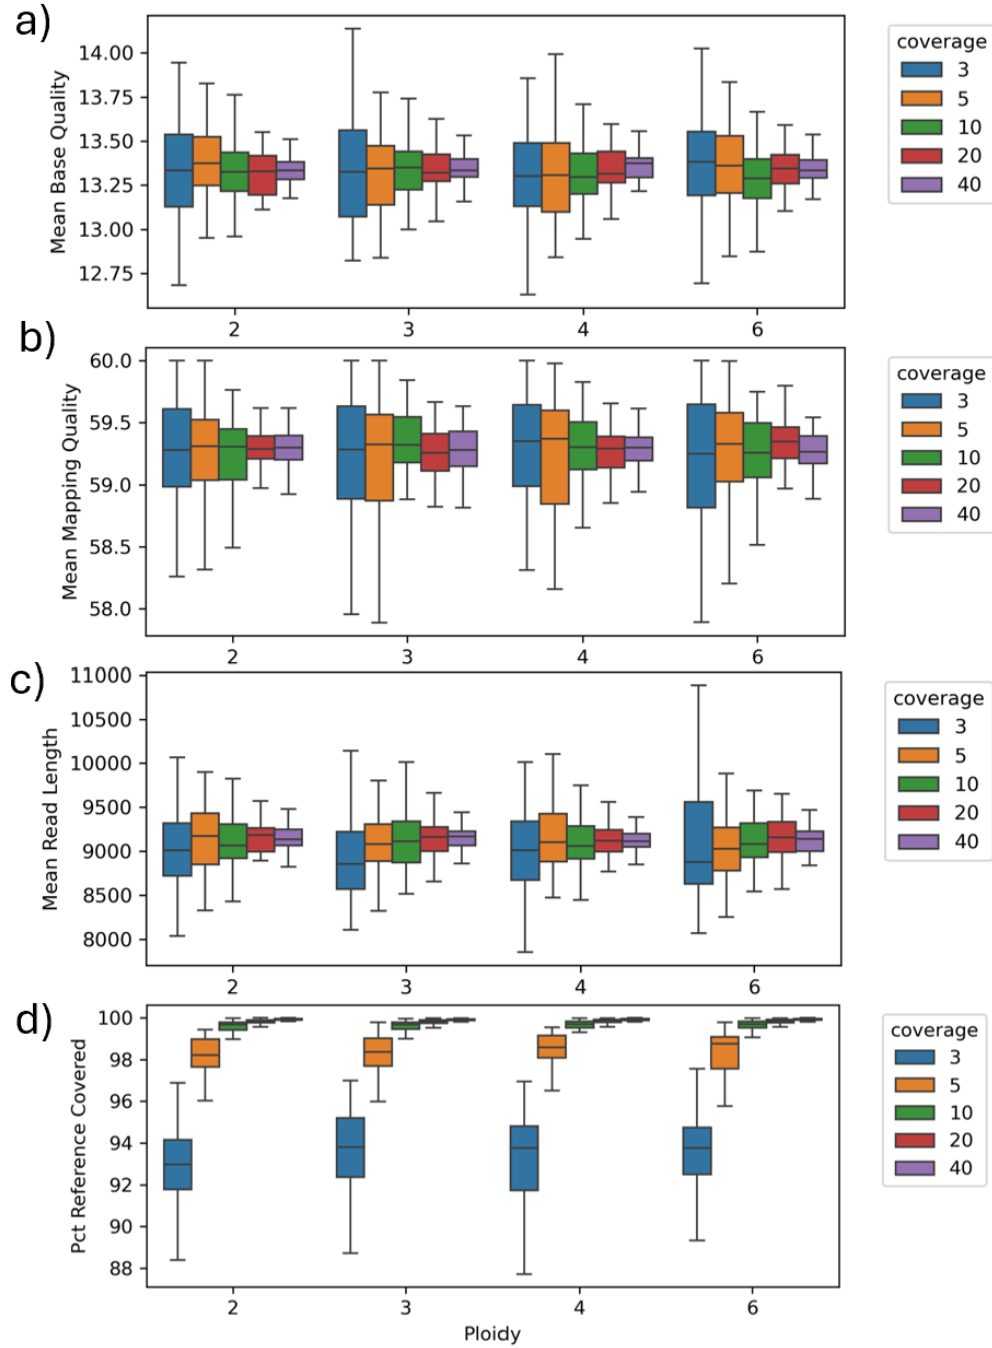 a)
Mean Base Quality
14.00
13.75
13.50
13.25
13.00
12.75
2 3 4 6
coverage
3
5
10
20
40
b)
Mean Mapping Quality
60.0
59.5
59.0
58.5
58.0
2 3 4 6
coverage
3
5
10
20
40
c)
Mean Read Length
11000
10500
10000
9500
9000
8500
8000
2 3 4 6
coverage
3
5
10
20
40
d)
Pct Reference Covered
100
98
96
94
92
90
88
2 3 4 6
Ploidy
coverage
3
5
10
20
40